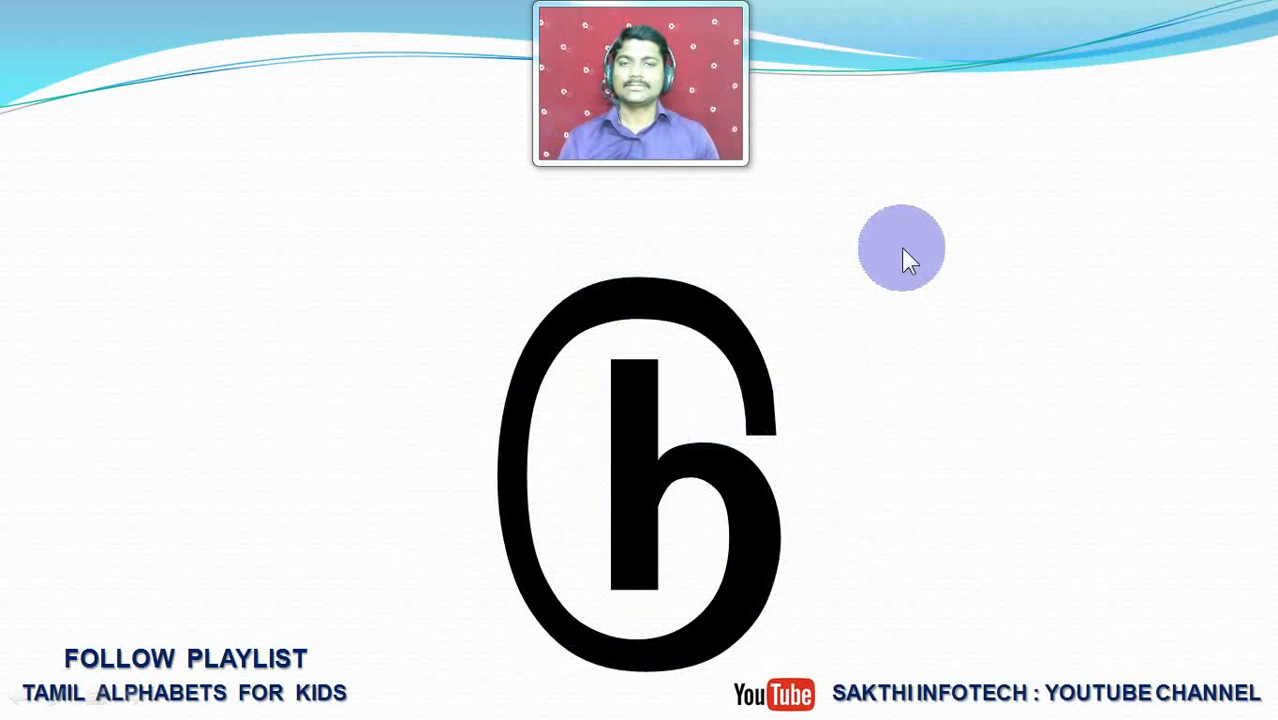 கு
FOLLOW PLAYLIST
TAMIL ALPHABETS FOR KIDS
YouTube SAKTHI INFOTECH : YOUTUBE CHANNEL